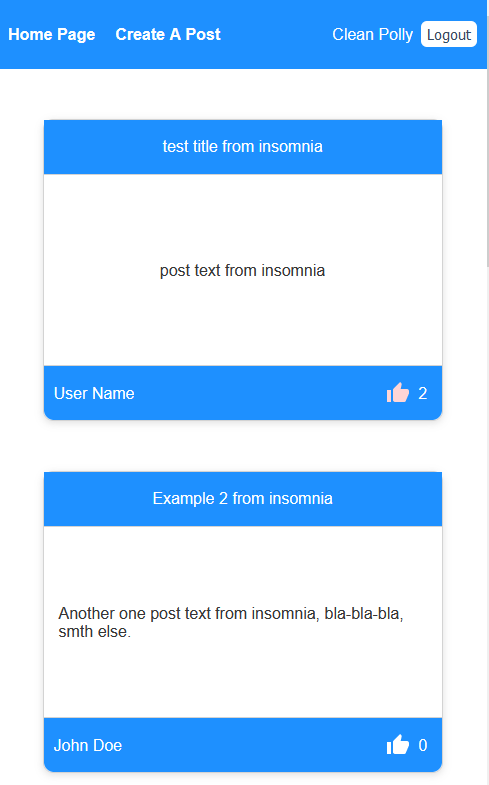 Home Page Create A Post Clean Polly Logout
test title from insomnia
post text from insomnia
User Name 2
Example 2 from insomnia
Another one post text from insomnia, bla-bla-bla,
smth else.
John Doe 0